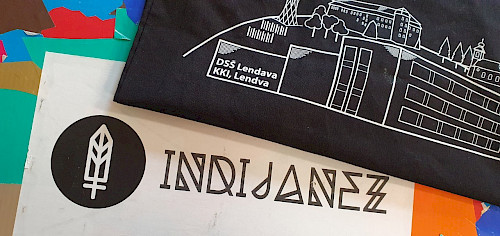 DSŠ Lendava
KKI, Lendva
INDIJANEZ